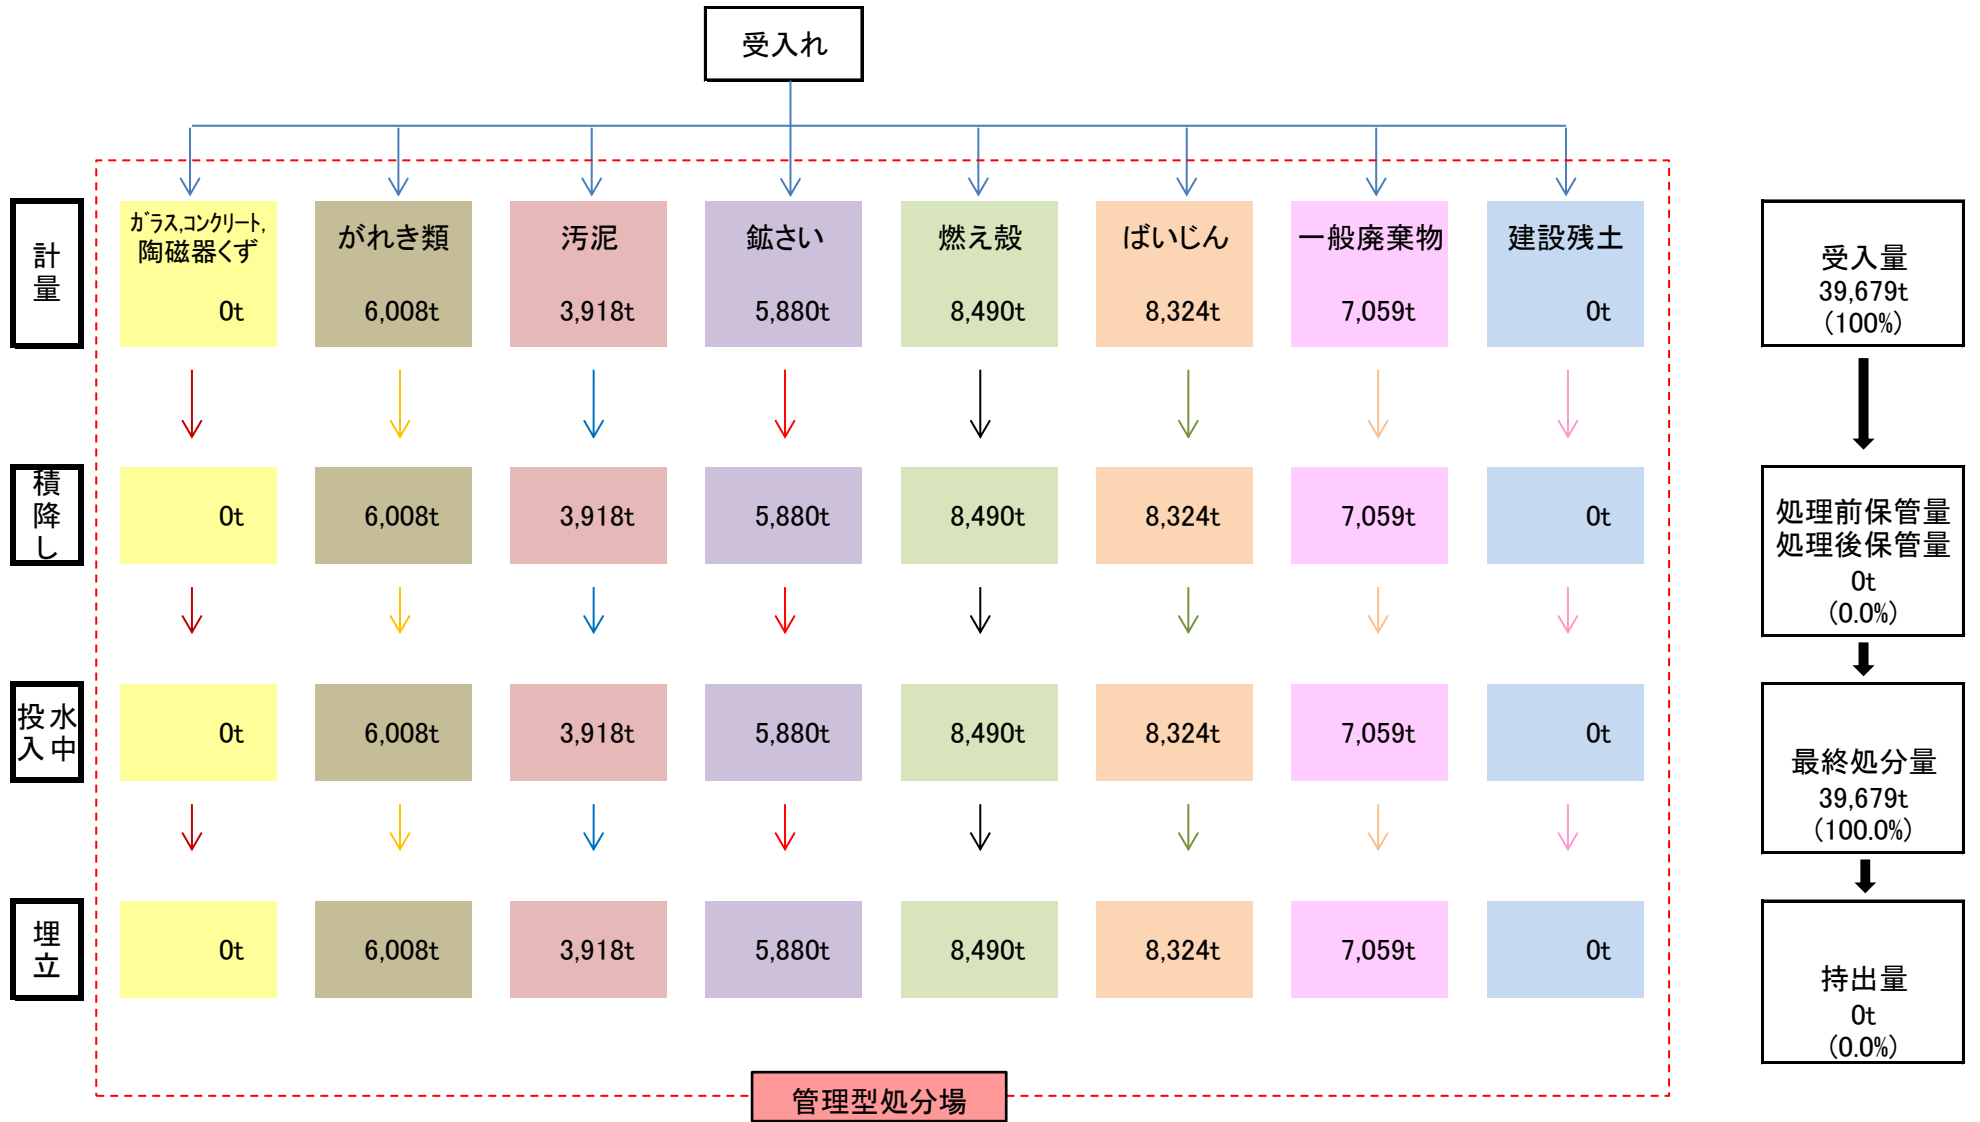 受入れ
計
量
ｶﾞﾗｽ,ｺﾝｸﾘｰﾄ,
陶磁器くず
0t
がれき類
6,008t
汚泥
3,918t
鉱さい
5,880t
燃え殻
8,490t
ばいじん
8,324t
一般廃棄物
7,059t
建設残土
0t
受入量
39,679t
(100%)
積
降
し
0t
6,008t
3,918t
5,880t
8,490t
8,324t
7,059t
0t
処理前保管量
処理後保管量
0t
(0.0%)
投水
入中
0t
6,008t
3,918t
5,880t
8,490t
8,324t
7,059t
0t
最終処分量
39,679t
(100.0%)
埋
立
0t
6,008t
3,918t
5,880t
8,490t
8,324t
7,059t
0t
持出量
0t
(0.0%)
管理型処分場